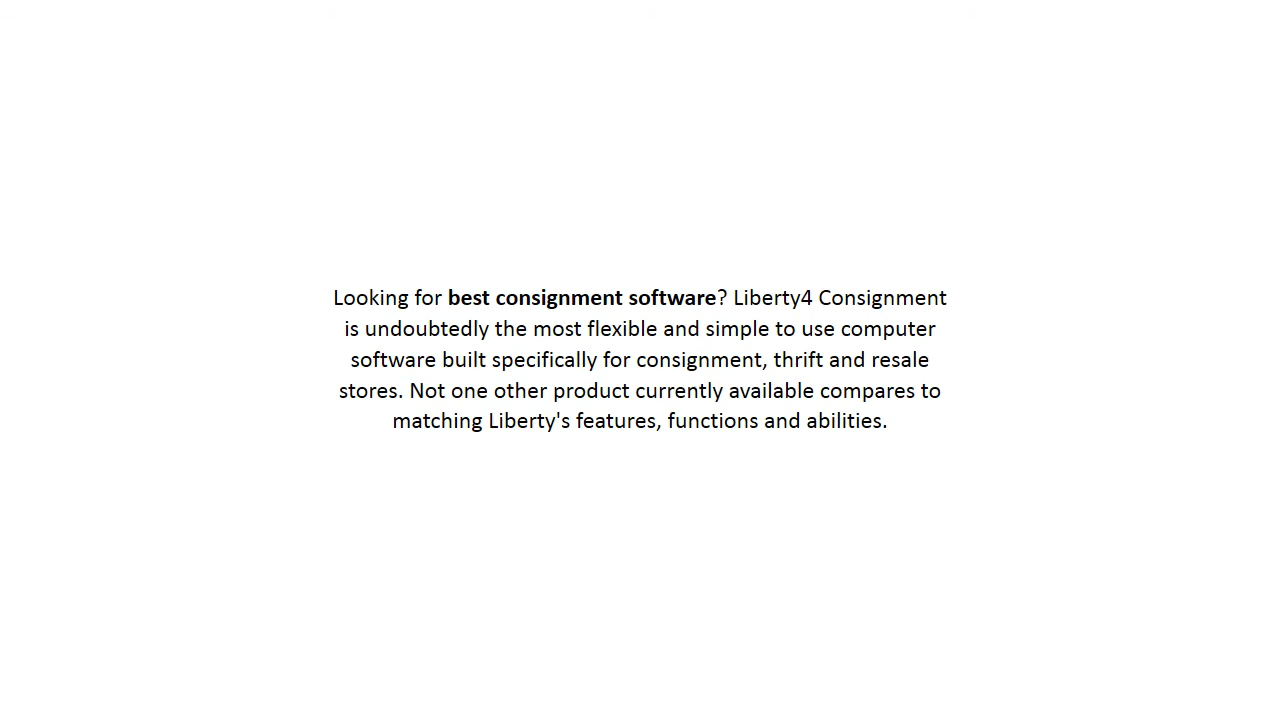 Looking for best consignment software? Liberty4 Consignment
is undoubtedly the most flexible and simple to use computer
software built specifically for consignment, thrift and resale
stores. Not one other product currently available compares to
matching Liberty's features, functions and abilities.